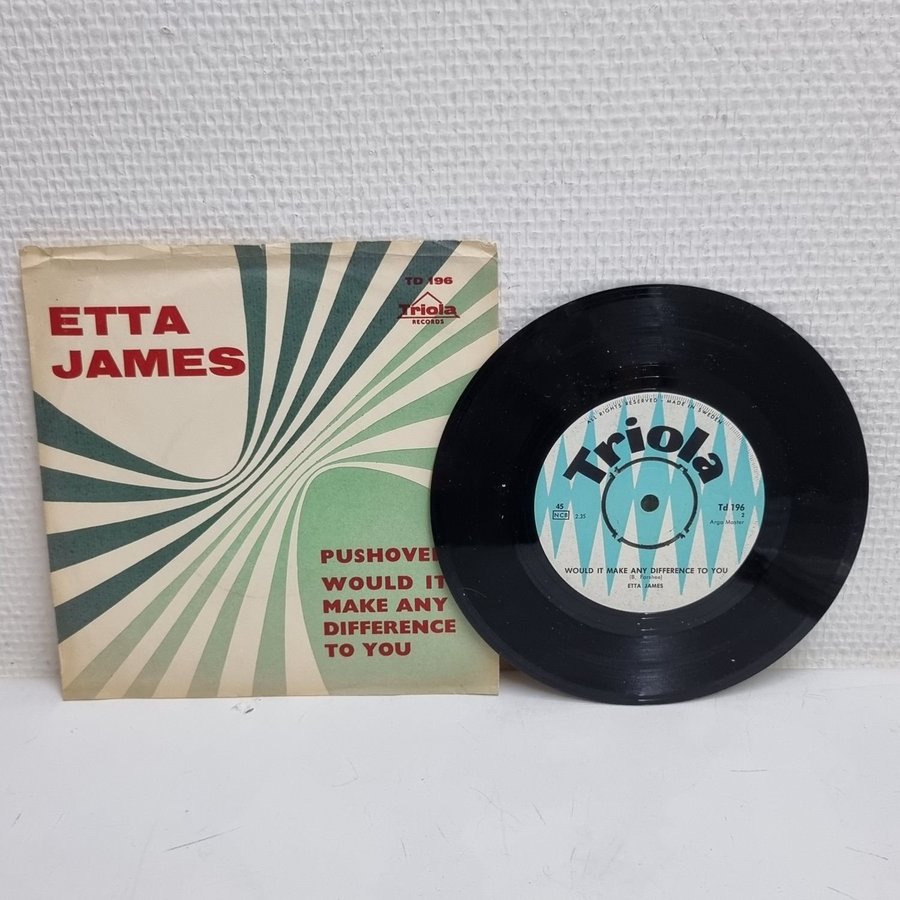 ETTA
JAMES
TD 196
Triola
RECORDS
PUSHOVE
WOULD IT
MAKE ANY
DIFFERENCE
TO YOU
ALL RIGHTS RESERVED - MADE IN SWEDEN
Triola
45
NCB 2.35
Td 196
2
Argo Master
WOULD IT MAKE ANY DIFFERENCE TO YOU
(B. Forshee)
ETTA JAMES